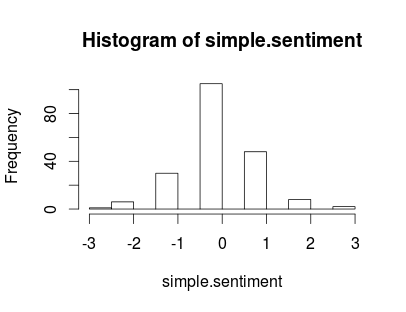 Histogram of simple.sentiment
Frequency
80
40
0
-3 -2 -1 0 1 2 3
simple.sentiment